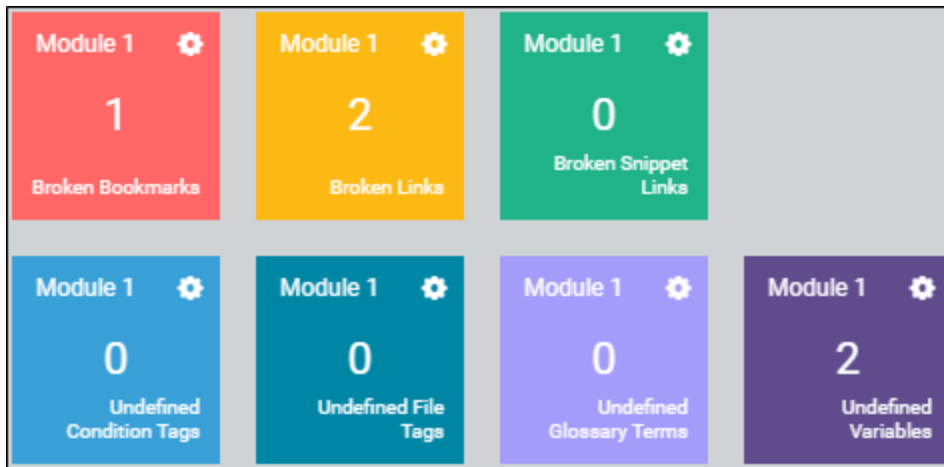 Module 1
1
Broken Bookmarks
Module 1
2
Broken Links
Module 1
0
Broken Snippet
Links
Module 1
0
Undefined
Condition Tags
Module 1
0
Undefined File
Tags
Module 1
0
Undefined
Glossary Terms
Module 1
2
Undefined
Variables